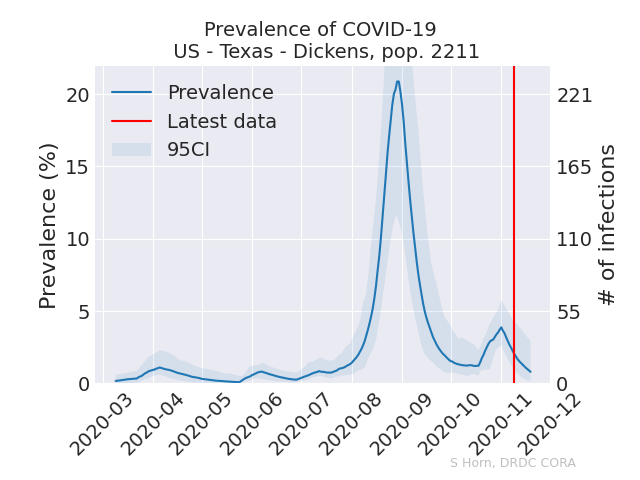 Prevalence of COVID-19
US - Texas - Dickens, pop. 2211
Prevalence (%)
20
15
10
5
0
Prevalence
Latest data
95CI
221
165
110
55
0
# of infections
2020-03
2020-04
2020-05
2020-06
2020-07
2020-08
2020-09
2020-10
2020-11
2020-12
S Horn, DRDC CORA